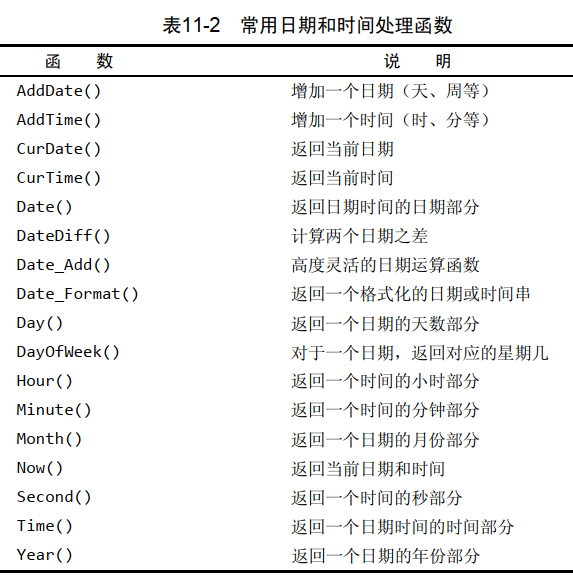 表11-2 常用日期和时间处理函数
函 数 说 明
AddDate() 增加一个日期（天、周等）
AddTime() 增加一个时间（时、分等）
CurDate() 返回当前日期
CurTime() 返回当前时间
Date() 返回日期时间的日期部分
DateDiff() 计算两个日期之差
Date_Add() 高度灵活的日期运算函数
Date_Format() 返回一个格式化的日期或时间串
Day() 返回一个日期的天数部分
DayOfWeek() 对于一个日期，返回对应的星期几
Hour() 返回一个时间的小时部分
Minute() 返回一个时间的分钟部分
Month() 返回一个日期的月份部分
Now() 返回当前日期和时间
Second() 返回一个时间的秒部分
Time() 返回一个日期时间的时间部分
Year() 返回一个日期的年份部分